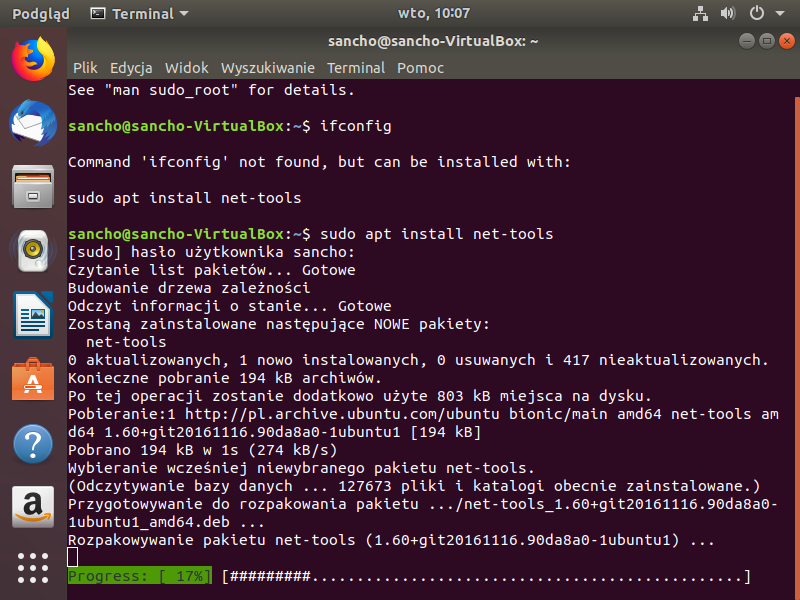 Podgląd Terminal wto, 10:07
sancho@sancho-VirtualBox: ~
Plik Edycja Widok Wyszukiwanie Terminal Pomoc
See "man sudo_root" for details.
sancho@sancho-VirtualBox:~$ ifconfig
Command 'ifconfig' not found, but can be installed with:
sudo apt install net-tools
sancho@sancho-VirtualBox:~$ sudo apt install net-tools
[sudo] hasło użytkownika sancho:
Czytanie list pakietów... Gotowe
Budowanie drzewa zależności
Odczyt informacji o stanie... Gotowe
Zostaną zainstalowane następujące NOWE pakiety:
net-tools
0 aktualizowanych, 1 nowo instalowanych, 0 usuwanych i 417 nieaktualizowanych.
Konieczne pobranie 194 kB archiwów.
Po tej operacji zostanie dodatkowo użyte 803 kB miejsca na dysku.
Pobieranie:1 http://pl.archive.ubuntu.com/ubuntu bionic/main amd64 net-tools am
d64 1.60+git20161116.90da8a0-1ubuntu1 [194 kB]
Pobrano 194 kB w 1s (274 kB/s)
Wybieranie wcześniej niewybranego pakietu net-tools.
(Odczytywanie bazy danych ... 127673 pliki i katalogi obecnie zainstalowane.)
Przygotowywanie do rozpakowania pakietu .../net-tools_1.60+git20161116.90da8a0-
1ubuntu1_amd64.deb ...
Rozpakowywanie pakietu net-tools (1.60+git20161116.90da8a0-1ubuntu1) ...
Progress: [ 17%] [#########................................................]